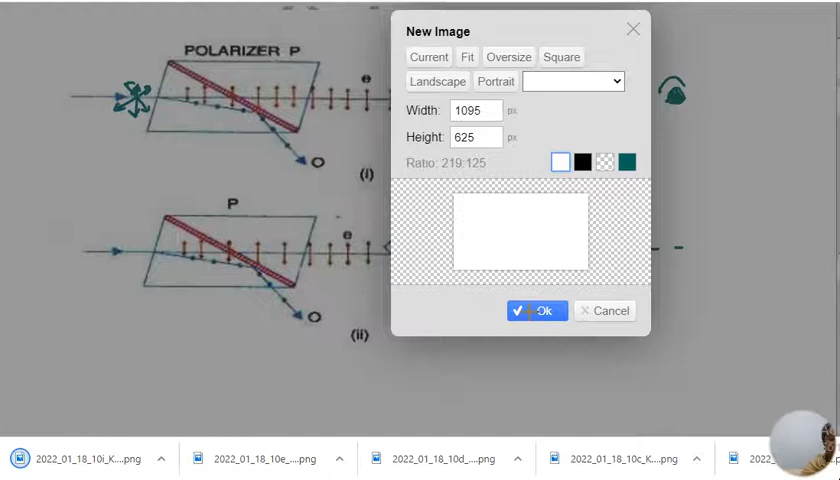 POLARIZER P
e
O
(i)
P
e
O
(ii)
New Image
Current Fit Oversize Square
Landscape Portrait
Width: 1095 px
Height: 625 px
Ratio: 219:125
Ok Cancel
2022_01_18_10i_K....png
2022_01_18_10e_....png
2022_01_18_10d_....png
2022_01_18_10c_K....png